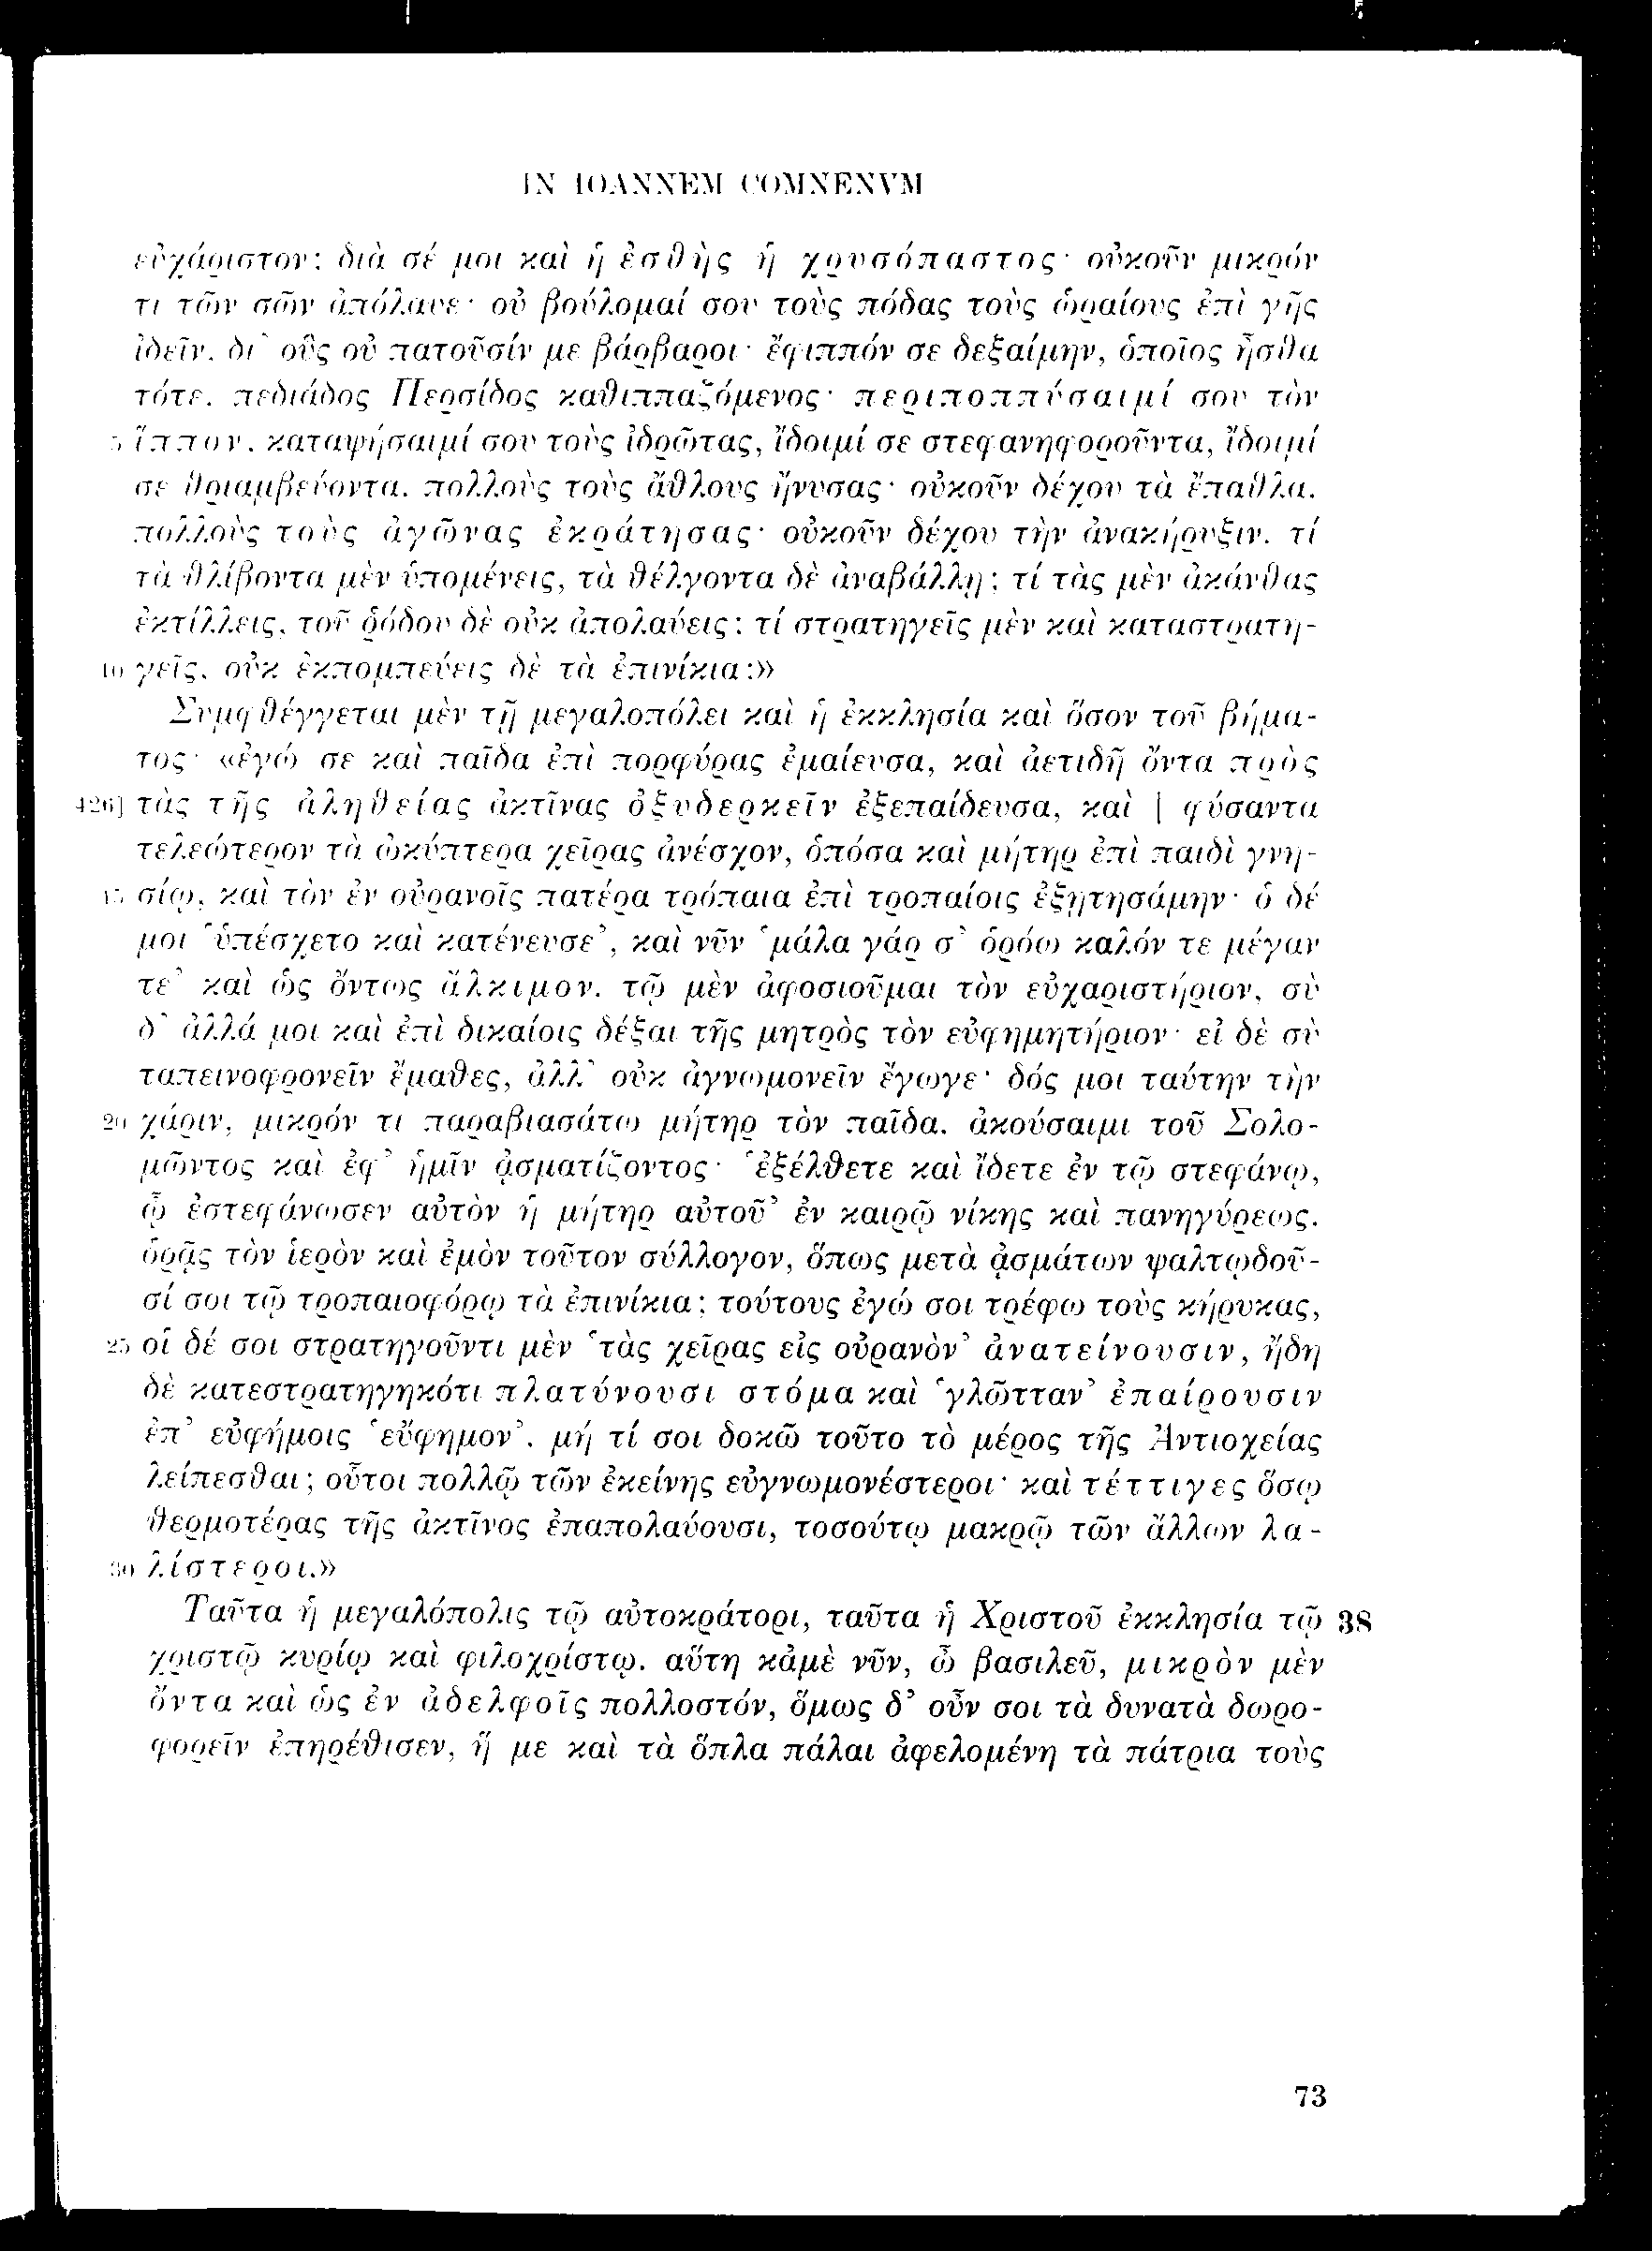 IN IOANNEM COMNENVM
εὐχάριστον; διὰ σέ μοι καὶ ἡ ἐσθὴς ἡ χρυσόπαστος· οὐκοῦν μικρόν
τι τῶν σῶν ἀπόλαυε· οὐ βούλομαί σου τοὺς πόδας τοὺς ὡραίους ἐπὶ γῆς
ἰδεῖν, δι᾽ οὓς οὐ πατοῦσίν με βάρβαροι· ἔφιππόν σε δεξαίμην, ὁποῖος ἦσθα
τότε, πεδιάδος Περσίδος καθιππαζόμενος· περιποππύσαιμί σου τὸν
5 ἵππον, καταψήσαιμί σου τοὺς ἱδρῶτας, ἴδοιμί σε στεφανηφοροῦντα, ἴδοιμί
σε θριαμβεύοντα. πολλοὺς τοὺς ἄθλους ἤνυσας· οὐκοῦν δέχου τὰ ἔπαθλα.
πολλοὺς τοὺς ἀγῶνας ἐκράτησας· οὐκοῦν δέχου τὴν ἀνακήρυξιν. τί
τὰ θλίβοντα μὲν ὑπομένεις, τὰ θέλγοντα δὲ ἀναβάλλῃ; τί τὰς μὲν ἀκάνθας
ἐκτίλλεις, τοῦ ῥόδου δὲ οὐκ ἀπολαύεις; τί στρατηγεῖς μὲν καὶ καταστρατη-
10 γεῖς, οὐκ ἐκπομπεύεις δὲ τὰ ἐπινίκια;»
Συμφθέγγεται μὲν τῇ μεγαλοπόλει καὶ ἡ ἐκκλησία καὶ ὅσον τοῦ βήμα-
τος· «ἐγώ σε καὶ παῖδα ἐπὶ πορφύρας ἐμαίευσα, καὶ ἀετιδῆ ὄντα πρὸς
426] τὰς τῆς ἀληθείας ἀκτῖνας ὀξυδερκεῖν ἐξεπαίδευσα, καὶ | φύσαντα
τελεώτερον τὰ ὠκύπτερα χεῖρας ἀνέσχον, ὁπόσα καὶ μήτηρ ἐπὶ παιδὶ γνη-
15 σίῳ, καὶ τὸν ἐν οὐρανοῖς πατέρα τρόπαια ἐπὶ τροπαίοις ἐξῃτησάμην· ὁ δέ
μοι ʽὑπέσχετο καὶ κατένευσεʼ, καὶ νῦν ʽμάλα γάρ σ᾽ ὁρόω καλόν τε μέγαν
τεʼ καὶ ὡς ὄντως ἄλκιμον. τῷ μὲν ἀφοσιοῦμαι τὸν εὐχαριστήριον, σὺ
δ᾽ ἀλλά μοι καὶ ἐπὶ δικαίοις δέξαι τῆς μητρὸς τὸν εὐφημητήριον· εἰ δὲ σὺ
ταπεινοφρονεῖν ἔμαθες, ἀλλ᾽ οὐκ ἀγνωμονεῖν ἔγωγε· δός μοι ταύτην τὴν
20 χάριν, μικρόν τι παραβιασάτω μήτηρ τὸν παῖδα. ἀκούσαιμι τοῦ Σολο-
μῶντος καὶ ἐφ᾽ ἡμῖν ᾀσματίζοντος· ʽἐξέλθετε καὶ ἴδετε ἐν τῷ στεφάνῳ,
ᾧ ἐστεφάνωσεν αὐτὸν ἡ μήτηρ αὐτοῦʼ ἐν καιρῷ νίκης καὶ πανηγύρεως.
ὁρᾷς τὸν ἱερὸν καὶ ἐμὸν τοῦτον σύλλογον, ὅπως μετὰ ᾀσμάτων ψαλτῳδοῦ-
σί σοι τῷ τροπαιοφόρῳ τὰ ἐπινίκια; τούτους ἐγώ σοι τρέφω τοὺς κήρυκας,
25 οἳ δέ σοι στρατηγοῦντι μὲν ʽτὰς χεῖρας εἰς οὐρανὸνʼ ἀνατείνουσιν, ἤδη
δὲ κατεστρατηγηκότι πλατύνουσι στόμα καὶ ʽγλῶτταν᾽ ἐπαίρουσιν
ἐπ᾽ εὐφήμοις ʽεὔφημονʼ. μή τί σοι δοκῶ τοῦτο τὸ μέρος τῆς Ἀντιοχείας
λείπεσθαι; οὗτοι πολλῷ τῶν ἐκείνης εὐγνωμονέστεροι· καὶ τέττιγες ὅσῳ
θερμοτέρας τῆς ἀκτῖνος ἐπαπολαύουσι, τοσούτῳ μακρῷ τῶν ἄλλων λα-
30 λίστεροι.»
Ταῦτα ἡ μεγαλόπολις τῷ αὐτοκράτορι, ταῦτα ἡ Χριστοῦ ἐκκλησία τῷ 38
χριστῷ κυρίῳ καὶ φιλοχρίστῳ. αὕτη κἀμὲ νῦν, ὦ βασιλεῦ, μικρὸν μὲν
ὄντα καὶ ὡς ἐν ἀδελφοῖς πολλοστόν, ὅμως δ᾽ οὖν σοι τὰ δυνατὰ δωρο-
φορεῖν ἐπηρέθισεν, ἥ με καὶ τὰ ὅπλα πάλαι ἀφελομένη τὰ πάτρια τοὺς
73